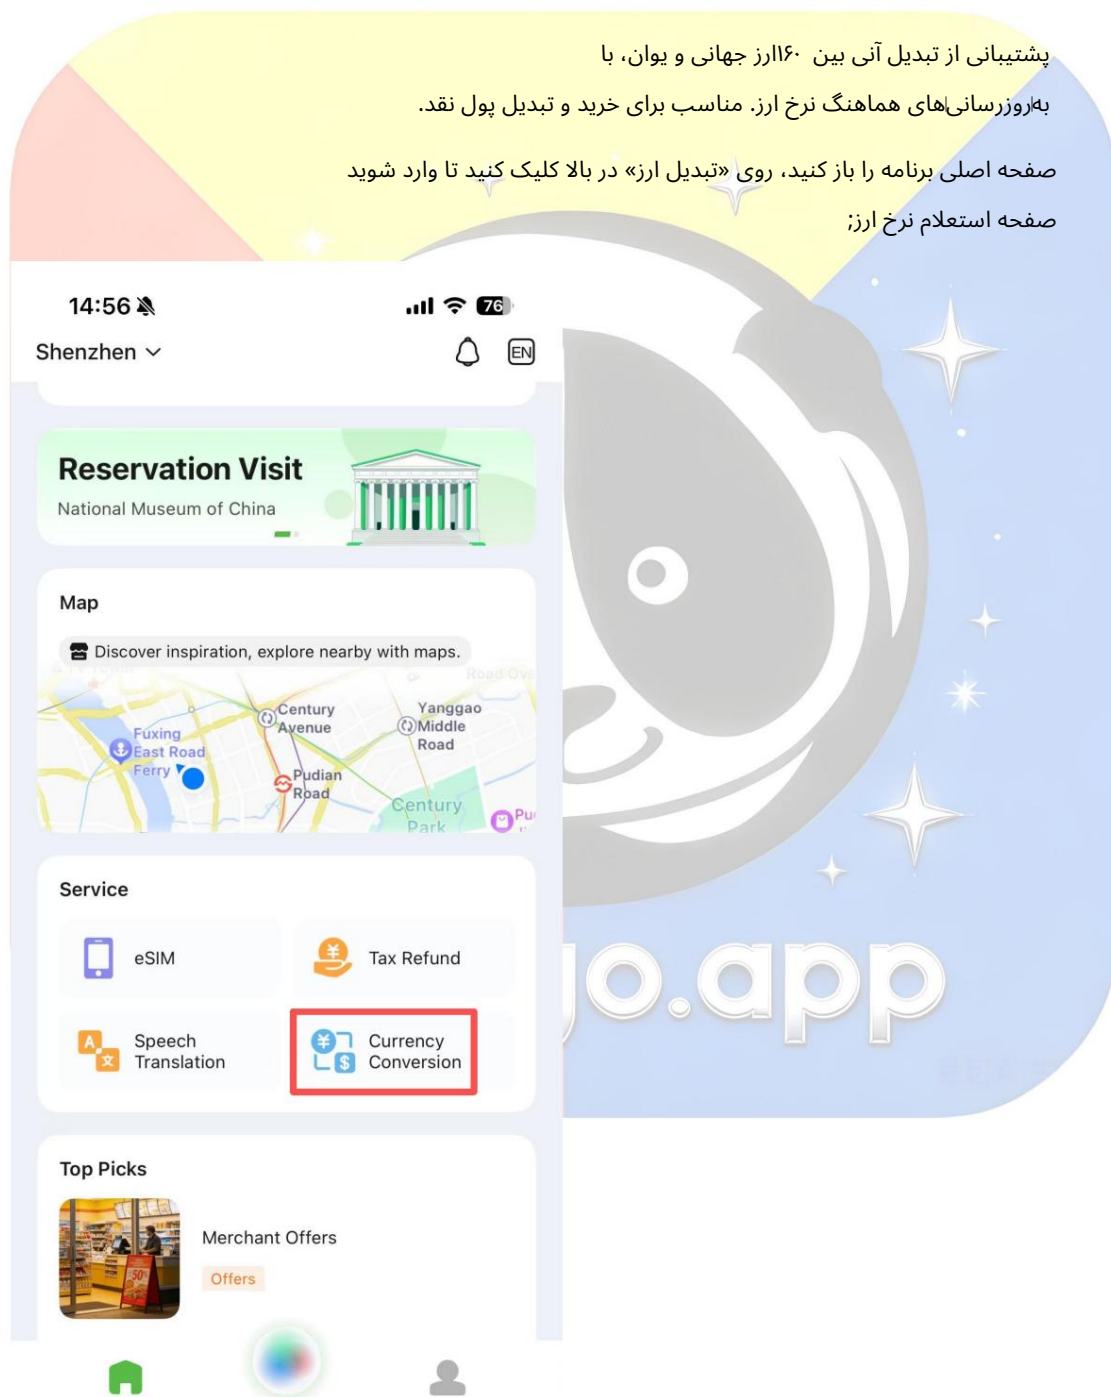 پشتیبانی از تبدیل آنی بین ۱۶۰ارز جهانی و یوان، با
به‌روزرسانی‌های هماهنگ نرخ ارز. مناسب برای خرید و تبدیل پول نقد.
صفحه اصلی برنامه را باز کنید، روی «تبدیل ارز» در بالا کلیک کنید تا وارد شوید
صفحه استعلام نرخ ارز;
14:56
76
Shenzhen
EN
Reservation Visit
National Museum of China
Map
Discover inspiration, explore nearby with maps.
Century
Avenue
Yanggao
Middle
Road
Fuxing
East Road
Ferry
Pudian
Road
Century
Park
Service
eSIM
Tax Refund
Speech
Translation
Currency
Conversion
go.app
Top Picks
Merchant Offers
Offers